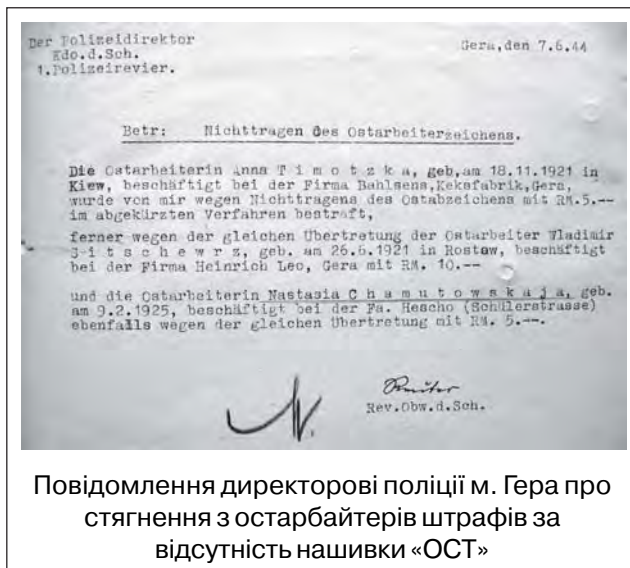 Der Polizeidirektor
Kdo.d.Sch.
1.Polizeirevier.
Gera,den 7.6.44
Betr: Nichttragen des Ostarbeiterzeichens.
Die Ostarbeiterin Anna T i m o t z k a, geb,am 18.11.1921 in
Kiew, beschäftigt bei der Firma Bahlsens,Keksfabrik,Gera,
wurde von mir wegen Nichttragens des Ostabzeichens mit RM.5.--
im abgekürzten Verfahren bestraft,
ferner wegen der gleichen Übertretung der Ostarbeiter Wladimir
geb. am 26.6.1921 in Rostow, beschäftigt
bei der Firma Heinrich Leo, Gera mit RM. 10.--
und die Ostarbeiterin Nastasia C h a m u t o w s k a j a, geb.
am 9.2.1925, beschäftigt bei der Fa. Hescho (Schülerstrasse)
ebenfalls wegen der gleichen Übertretung mit RM. 5.--.
Rev.Obw.d.Sch.
Повідомлення директорові поліції м. Гера про
стягнення з остарбайтерів штрафів за
відсутність нашивки «ОСТ»